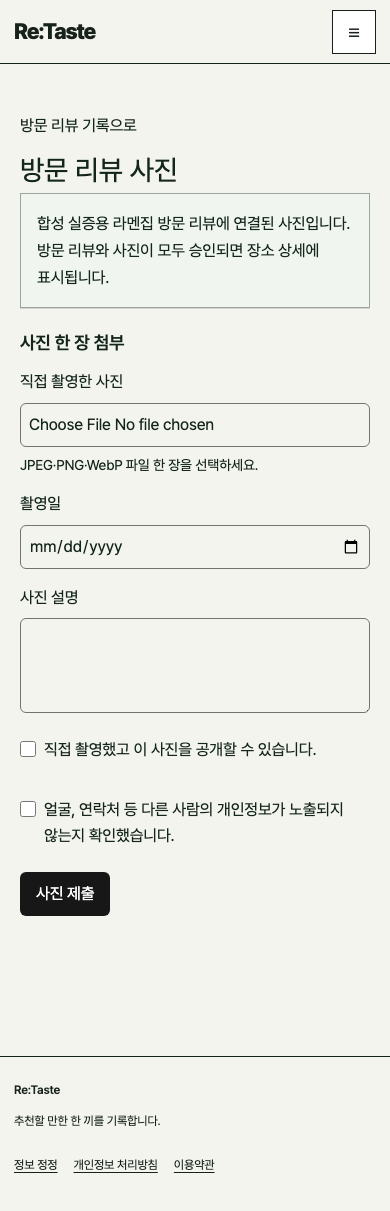 Re:Taste
≡
방문 리뷰 기록으로
방문 리뷰 사진
합성 실증용 라멘집 방문 리뷰에 연결된 사진입니다.
방문 리뷰와 사진이 모두 승인되면 장소 상세에
표시됩니다.
사진 한 장 첨부
직접 촬영한 사진
Choose File No file chosen
JPEG·PNG·WebP 파일 한 장을 선택하세요.
촬영일
mm/dd/yyyy
사진 설명
직접 촬영했고 이 사진을 공개할 수 있습니다.
얼굴, 연락처 등 다른 사람의 개인정보가 노출되지
않는지 확인했습니다.
사진 제출
Re:Taste
추천할 만한 한 끼를 기록합니다.
정보 정정 개인정보 처리방침 이용약관